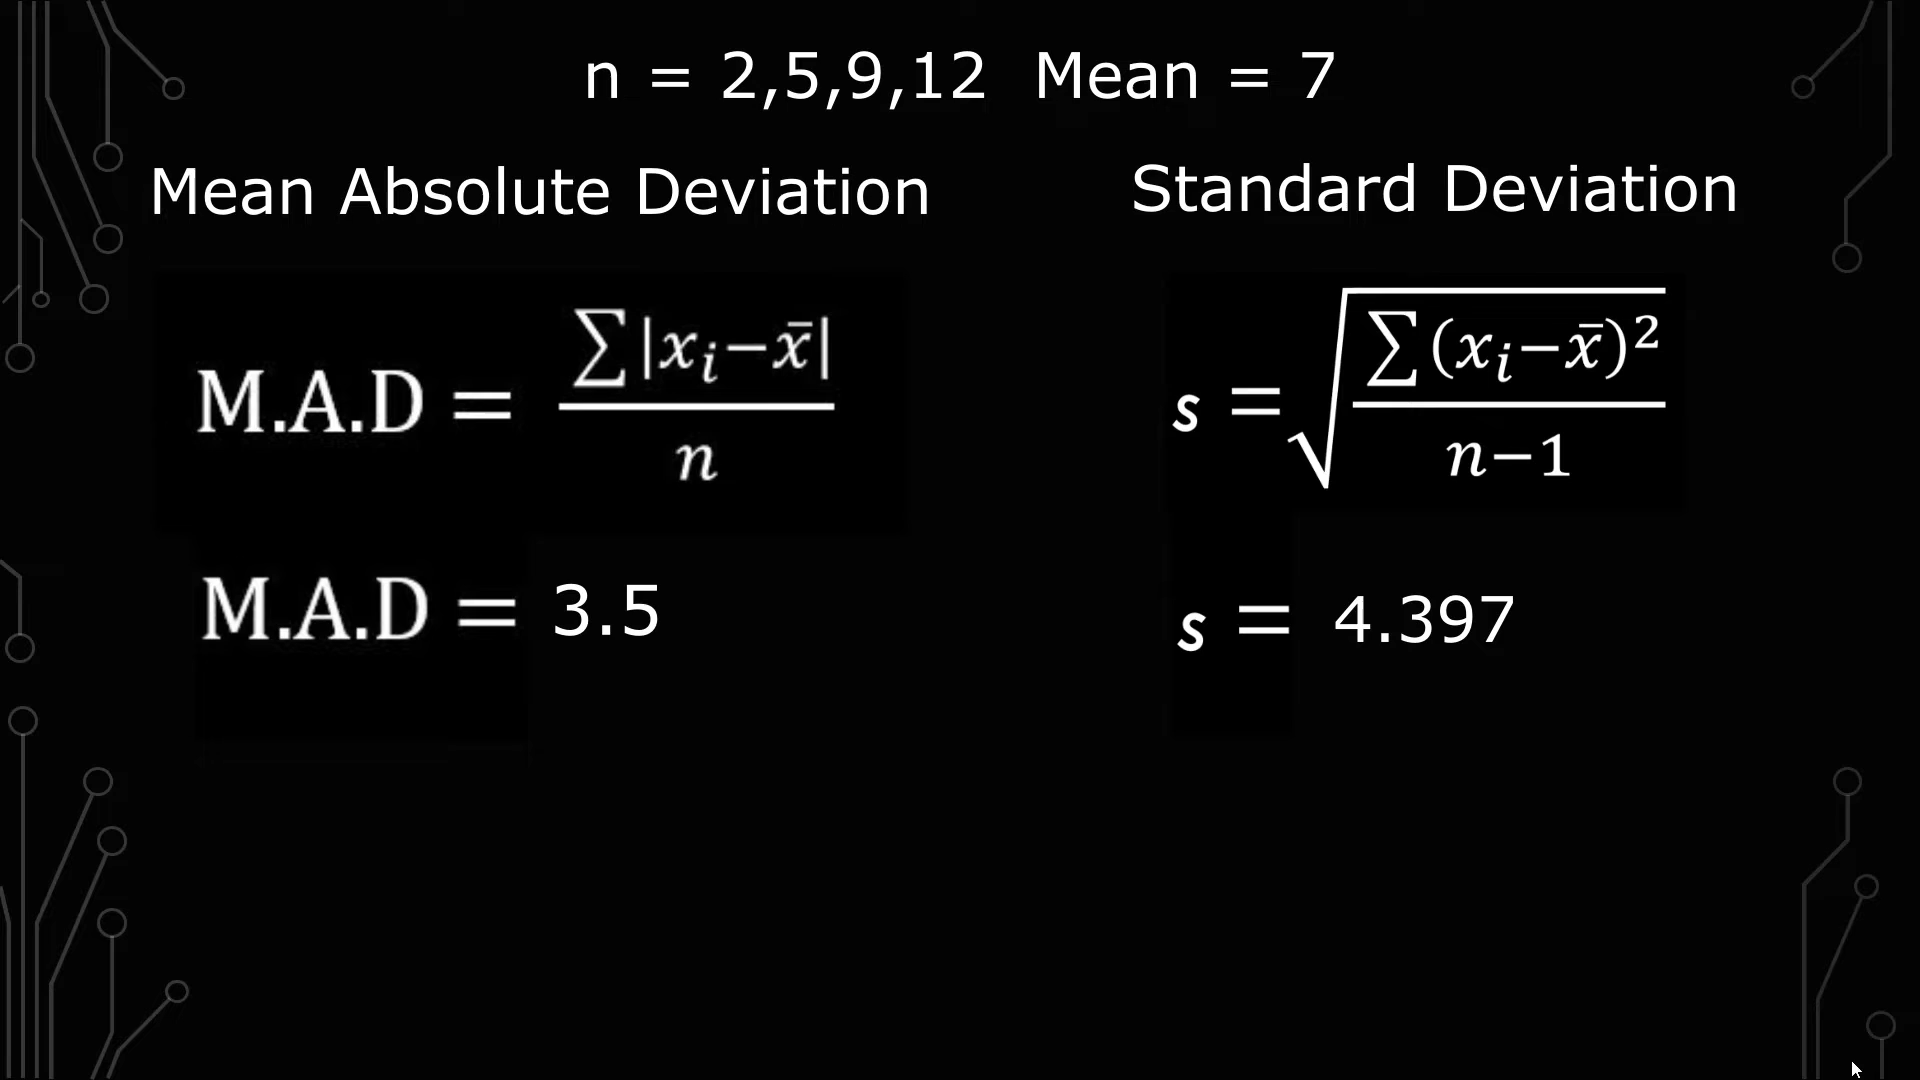 n = 2,5,9,12 Mean = 7
Mean Absolute Deviation
M.A.D = ∑|xᵢ−x̄| / n
M.A.D = 3.5
Standard Deviation
s = √(∑(xᵢ−x̄)² / n−1)
s = 4.397